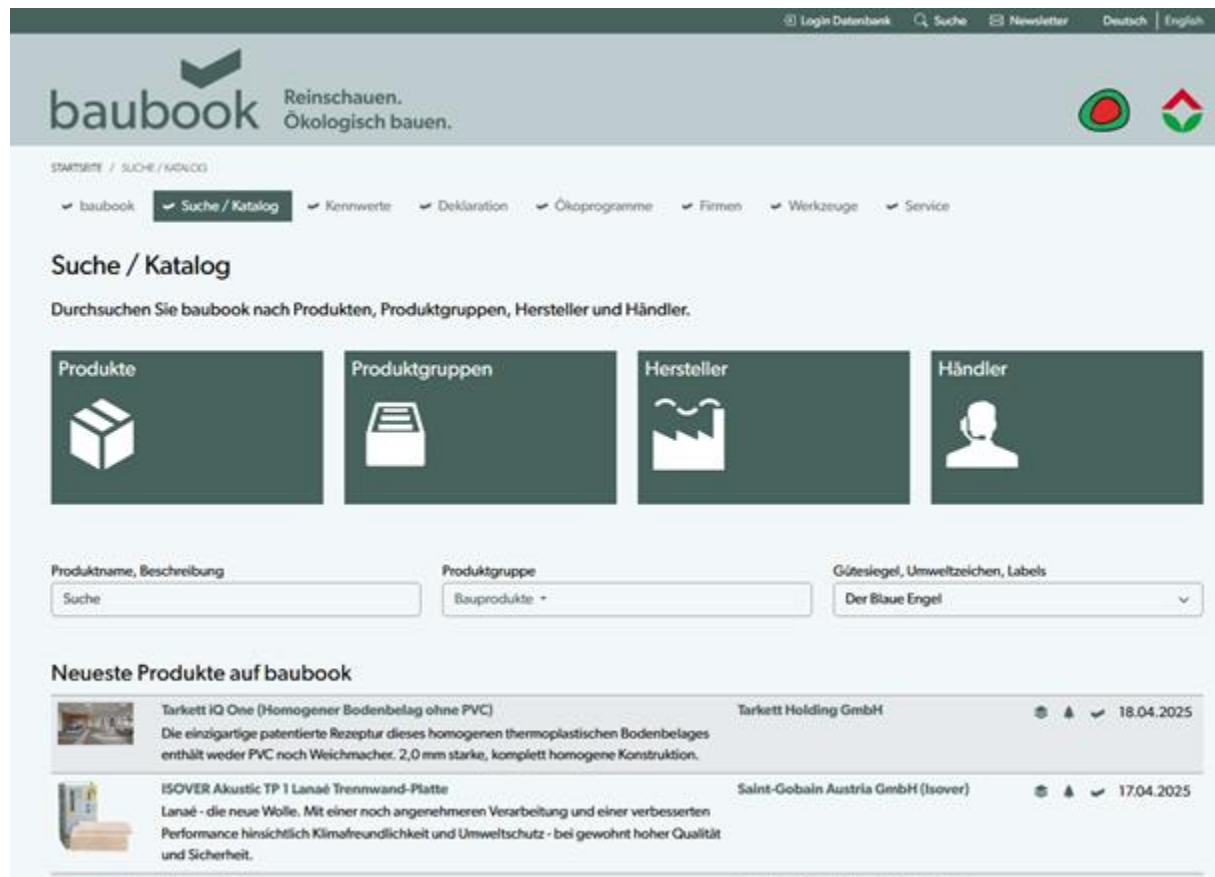 Login Datenbank Suche Newsletter Deutsch | English
baubook
Reinschauen.
Ökologisch bauen.
STARTSEITE / SUCHE / KATALOG
baubook Suche / Katalog Kennwerte Deklaration Ökoprogramme Firmen Werkzeuge Service
Suche / Katalog
Durchsuchen Sie baubook nach Produkten, Produktgruppen, Hersteller und Händler.
Produkte Produktgruppen Hersteller Händler
Produktname, Beschreibung Produktgruppe Gütesiegel, Umweltzeichen, Labels
Suche Bauprodukte Der Blaue Engel
Neueste Produkte auf baubook
Tarkett iQ One (Homogener Bodenbelag ohne PVC) Tarkett Holding GmbH 18.04.2025
Die einzigartige patentierte Rezeptur dieses homogenen thermoplastischen Bodenbelages
enthält weder PVC noch Weichmacher. 2,0 mm starke, komplett homogene Konstruktion.
ISOVER Akustic TP 1 Lanaé Trennwand-Platte Saint-Gobain Austria GmbH (Isover) 17.04.2025
Lanaé - die neue Wolle. Mit einer noch angenehmeren Verarbeitung und einer verbesserten
Performance hinsichtlich Klimafreundlichkeit und Umweltschutz - bei gewohnt hoher Qualität
und Sicherheit.